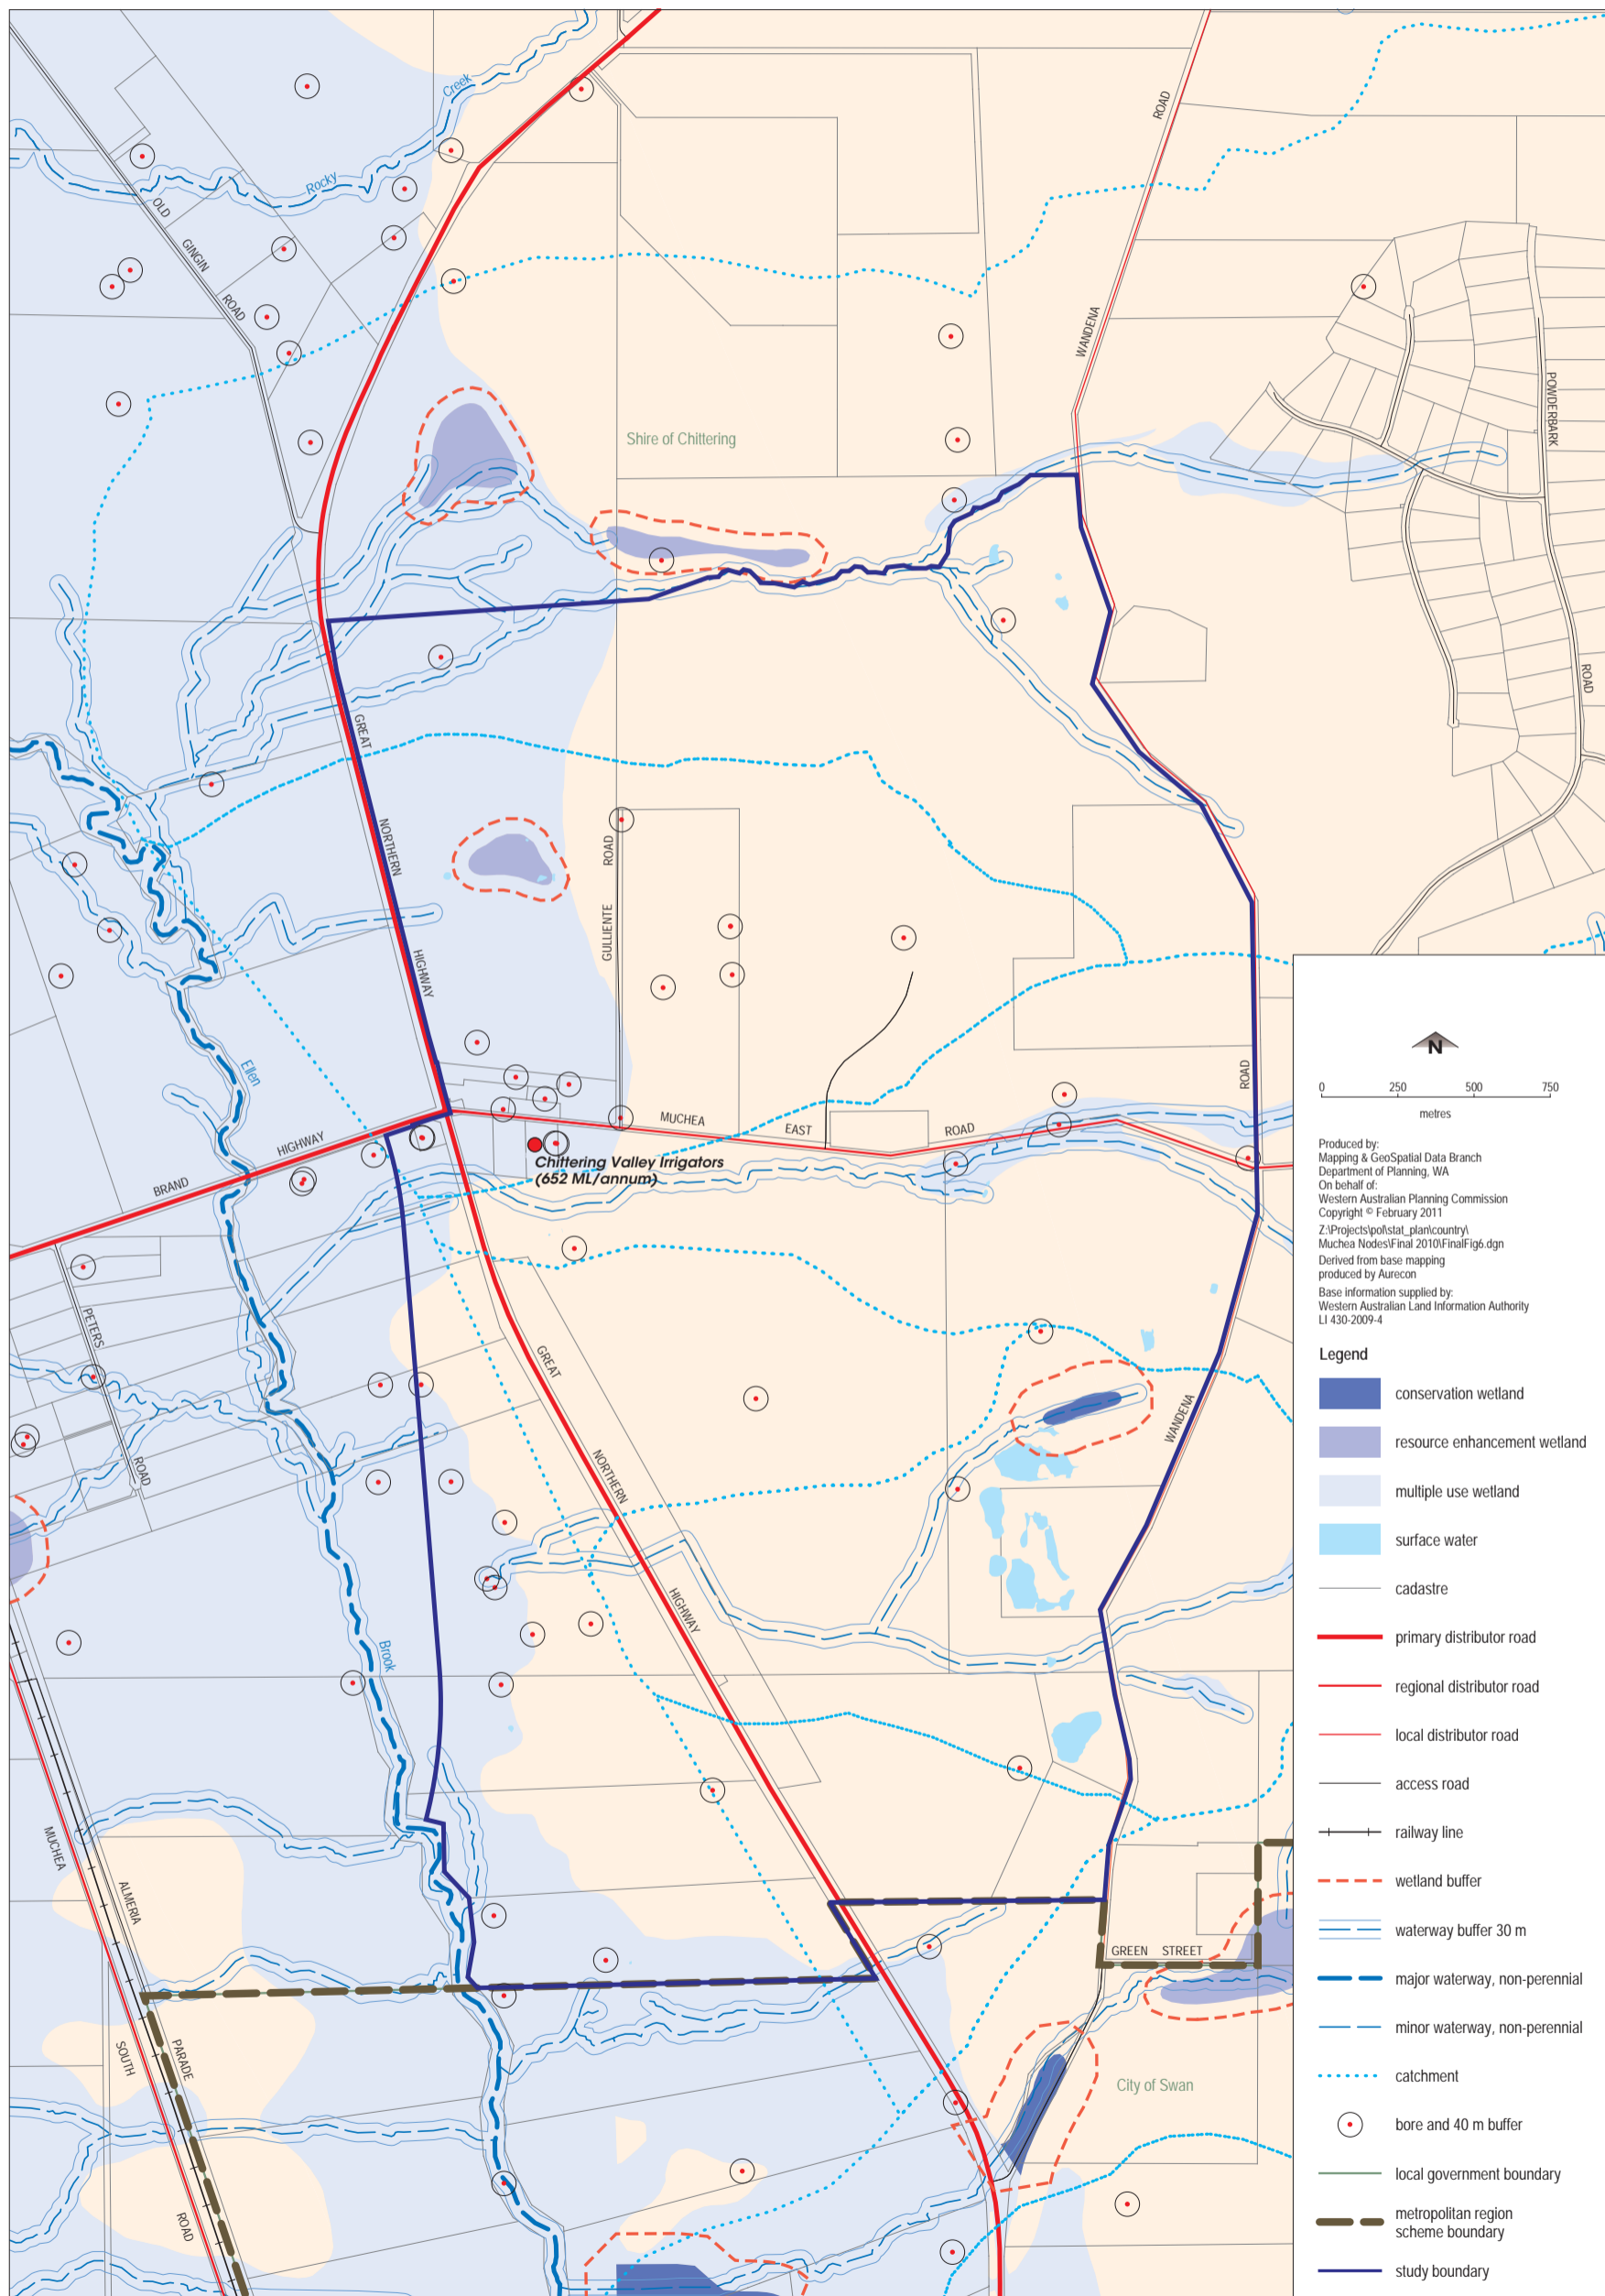 Creek
Rocky
ROAD
OLD
GINGIN
ROAD
WANDENA
POWDERBARK
Shire of Chittering
ROAD
GREAT
NORTHERN
HIGHWAY
ROAD
GULLIENTE
Ellen
ROAD
MUCHEA
EAST
ROAD
HIGHWAY
BRAND
Chittering Valley Irrigators
(652 ML/annum)
PETERS
ROAD
GREAT
NORTHERN
HIGHWAY
WANDENA
Brook
MUCHEA
ALMERIA
GREEN STREET
SOUTH
PARADE
City of Swan
ROAD
N
0 250 500 750
metres
Produced by:
Mapping & GeoSpatial Data Branch
Department of Planning, WA
On behalf of:
Western Australian Planning Commission
Copyright © February 2011
Z:\Projects\pol\stat_plan\country\
Muchea Nodes\Final 2010\FinalFig6.dgn
Derived from base mapping
produced by Aurecon
Base information supplied by:
Western Australian Land Information Authority
LI 430-2009-4
Legend
conservation wetland
resource enhancement wetland
multiple use wetland
surface water
cadastre
primary distributor road
regional distributor road
local distributor road
access road
railway line
wetland buffer
waterway buffer 30 m
major waterway, non-perennial
minor waterway, non-perennial
catchment
bore and 40 m buffer
local government boundary
metropolitan region
scheme boundary
study boundary